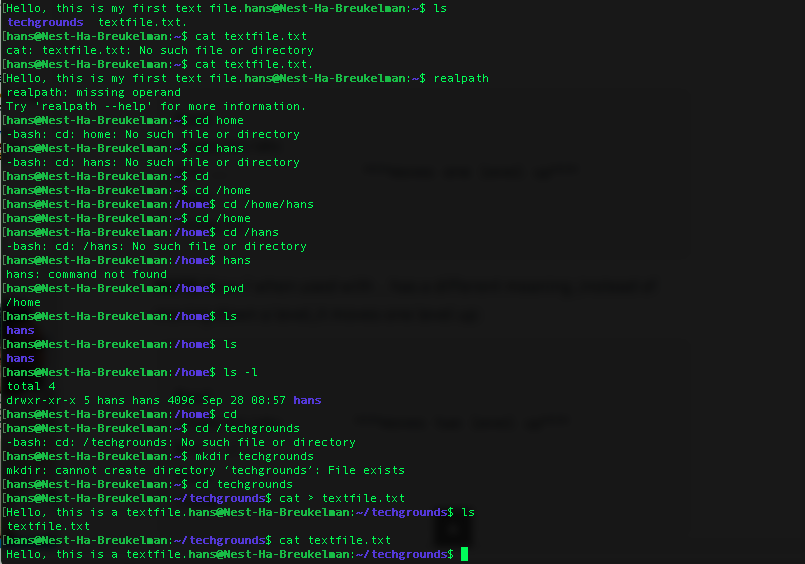 [Hello, this is my first text file.hans@Nest-Ha-Breukelman:~$ ls
techgrounds  textfile.txt.
[hans@Nest-Ha-Breukelman:~$ cat textfile.txt
cat: textfile.txt: No such file or directory
[hans@Nest-Ha-Breukelman:~$ cat textfile.txt.
[Hello, this is my first text file.hans@Nest-Ha-Breukelman:~$ realpath
realpath: missing operand
Try 'realpath --help' for more information.
[hans@Nest-Ha-Breukelman:~$ cd home
-bash: cd: home: No such file or directory
[hans@Nest-Ha-Breukelman:~$ cd hans
-bash: cd: hans: No such file or directory
[hans@Nest-Ha-Breukelman:~$ cd
[hans@Nest-Ha-Breukelman:~$ cd /home
[hans@Nest-Ha-Breukelman:/home$ cd /home/hans
[hans@Nest-Ha-Breukelman:~$ cd /home
[hans@Nest-Ha-Breukelman:/home$ cd /hans
-bash: cd: /hans: No such file or directory
[hans@Nest-Ha-Breukelman:/home$ hans
hans: command not found
[hans@Nest-Ha-Breukelman:/home$ pwd
/home
[hans@Nest-Ha-Breukelman:/home$ ls
hans
[hans@Nest-Ha-Breukelman:/home$ ls
hans
[hans@Nest-Ha-Breukelman:/home$ ls -l
total 4
drwxr-xr-x 5 hans hans 4096 Sep 28 08:57 hans
[hans@Nest-Ha-Breukelman:/home$ cd
[hans@Nest-Ha-Breukelman:~$ cd /techgrounds
-bash: cd: /techgrounds: No such file or directory
[hans@Nest-Ha-Breukelman:~$ mkdir techgrounds
mkdir: cannot create directory ‘techgrounds’: File exists
[hans@Nest-Ha-Breukelman:~$ cd techgrounds
[hans@Nest-Ha-Breukelman:~/techgrounds$ cat > textfile.txt
[Hello, this is a textfile.hans@Nest-Ha-Breukelman:~/techgrounds$ ls
textfile.txt
[hans@Nest-Ha-Breukelman:~/techgrounds$ cat textfile.txt
Hello, this is a textfile.hans@Nest-Ha-Breukelman:~/techgrounds$